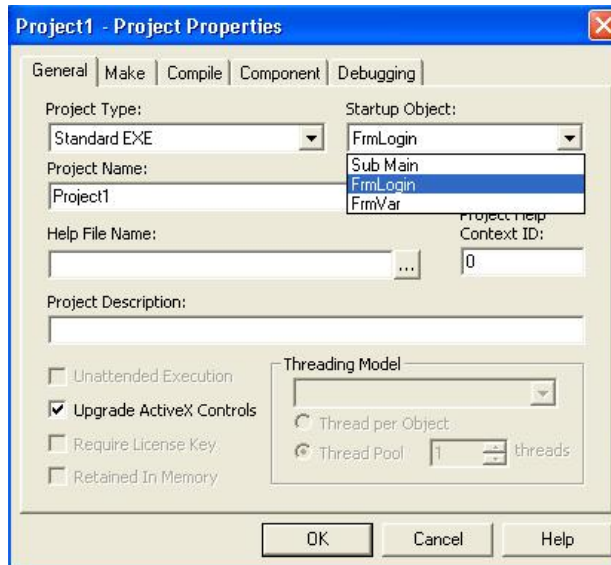 Project1 - Project Properties
General Make Compile Component Debugging
Project Type: Startup Object:
Standard EXE FrmLogin
Project Name: Sub Main
Project1 FrmLogin
FrmVar
Help File Name: Project Help
Context ID:
... 0
Project Description:
Unattended Execution Threading Model
Upgrade ActiveX Controls Thread per Object
Require License Key Thread Pool 1 threads
Retained In Memory
OK Cancel Help